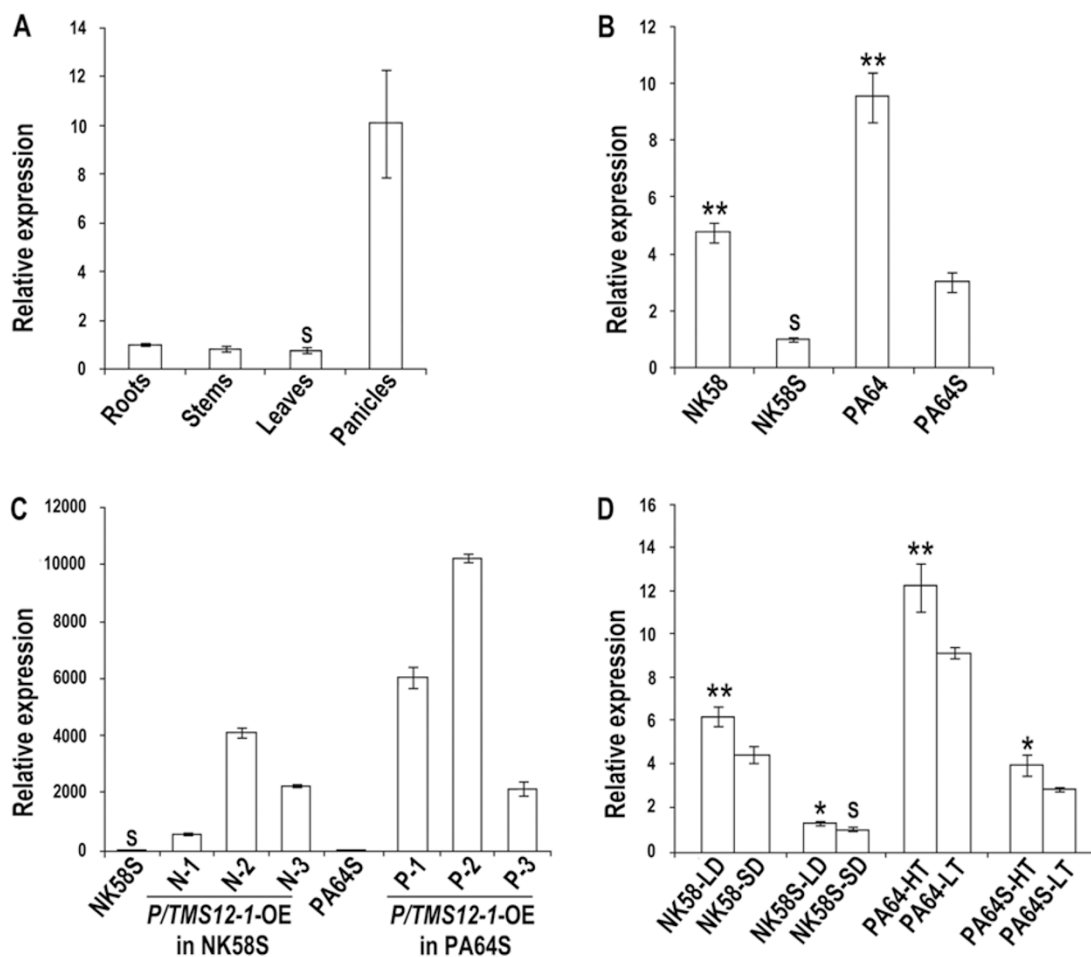 A
Relative expression
14
12
10
8
6
4
2
0
S
Roots
Stems
Leaves
Panicles
B
Relative expression
12
10
8
6
4
2
0
**
S
**
NK58
NK58S
PA64
PA64S
C
Relative expression
12000
10000
8000
6000
4000
2000
0
S
NK58S
N-1
N-2
N-3
PA64S
P-1
P-2
P-3
P/TMS12-1-OE
in NK58S
P/TMS12-1-OE
in PA64S
D
Relative expression
16
14
12
10
8
6
4
2
0
**
*
S
**
*
NK58-LD
NK58-SD
NK58S-LD
NK58S-SD
PA64-HT
PA64-LT
PA64S-HT
PA64S-LT